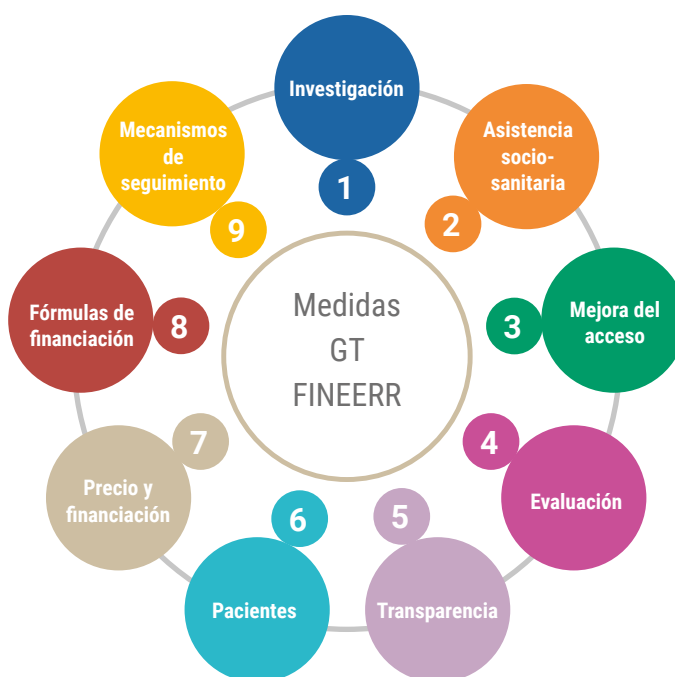 Medidas
GT
FINEERR
Investigación
1
Asistencia
socio-
sanitaria
2
Mejora del
acceso
3
Evaluación
4
Transparencia
5
Pacientes
6
Precio y
financiación
7
Fórmulas de
financiación
8
Mecanismos
de
seguimiento
9